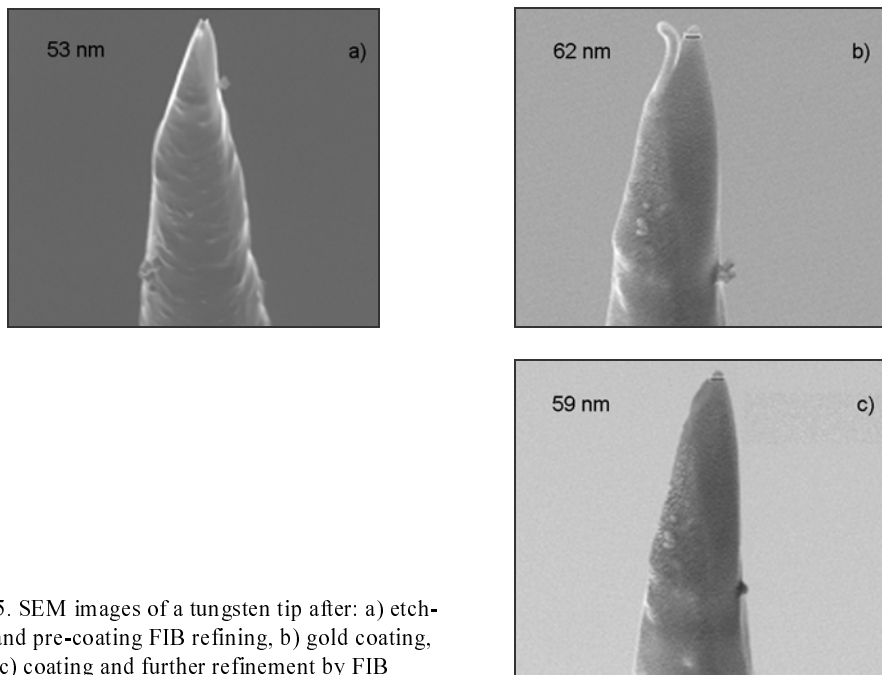 53 nm a)
62 nm b)
59 nm c)
5. SEM images of a tungsten tip after: a) etch-
and pre-coating FIB refining, b) gold coating,
c) coating and further refinement by FIB